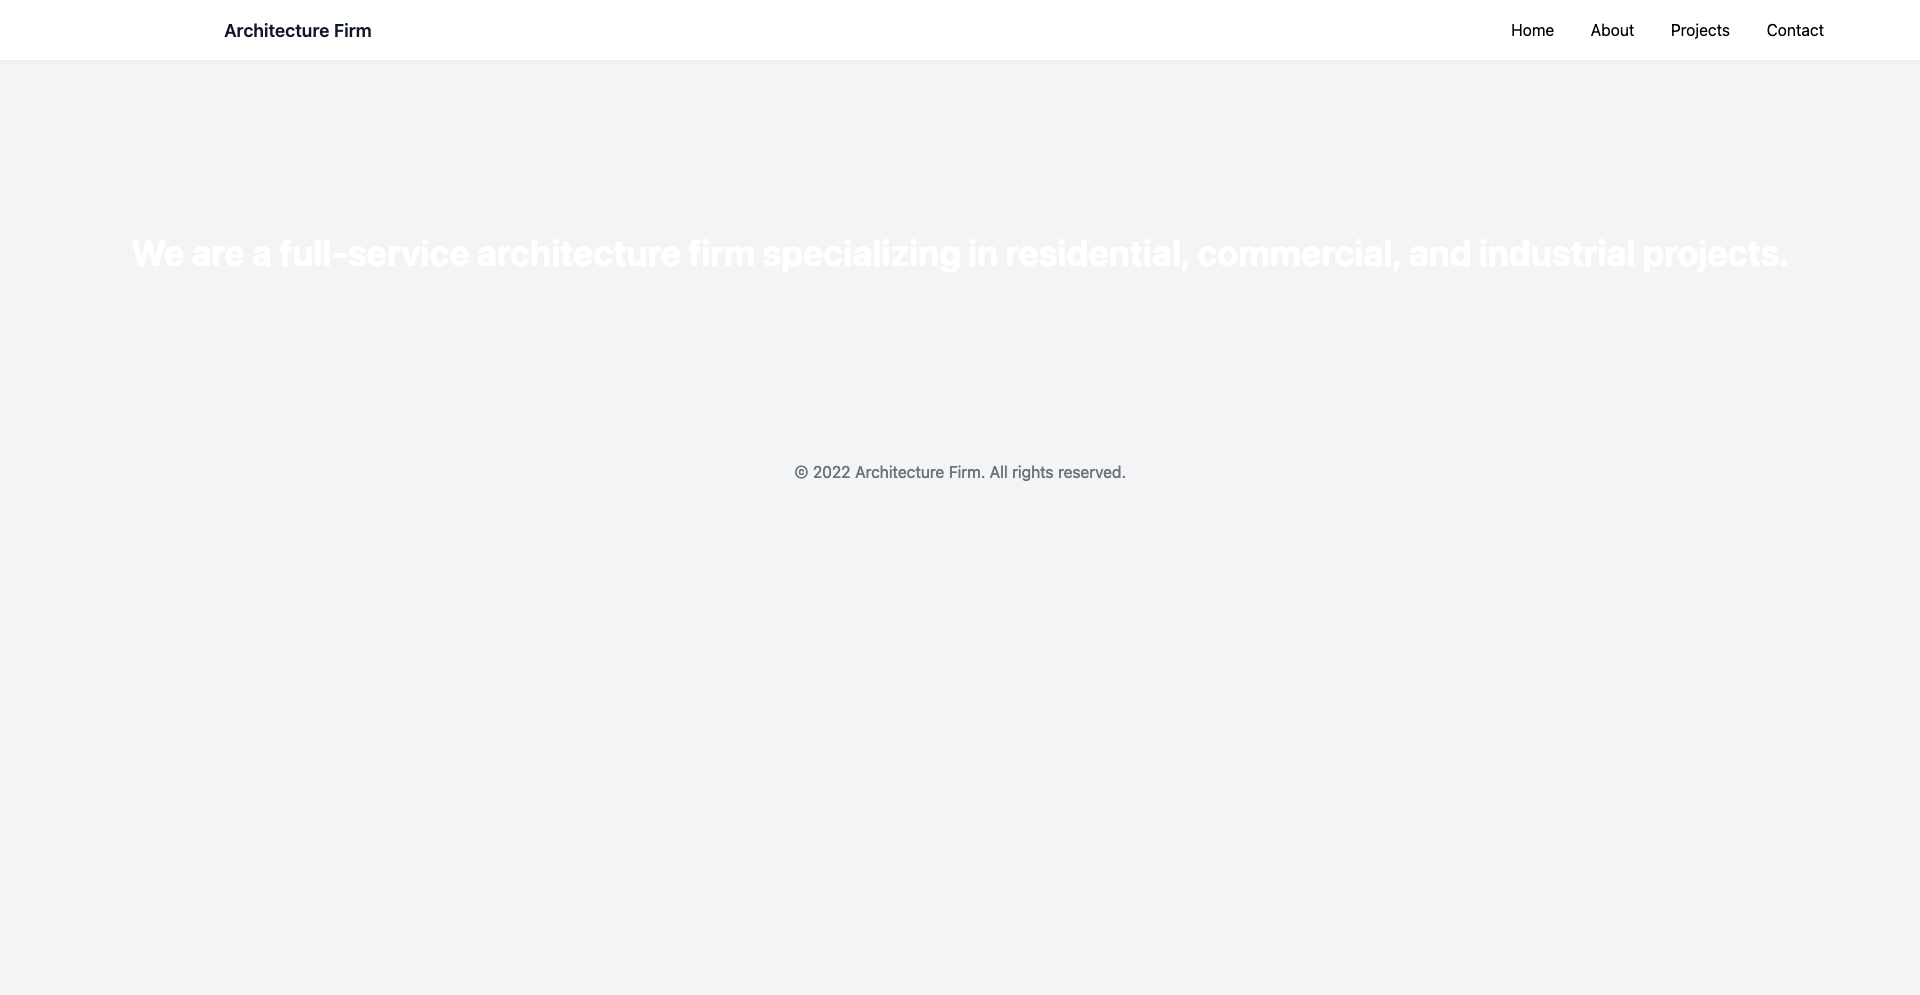 Architecture Firm
Home About Projects Contact
We are a full-service architecture firm specializing in residential, commercial, and industrial projects.
© 2022 Architecture Firm. All rights reserved.